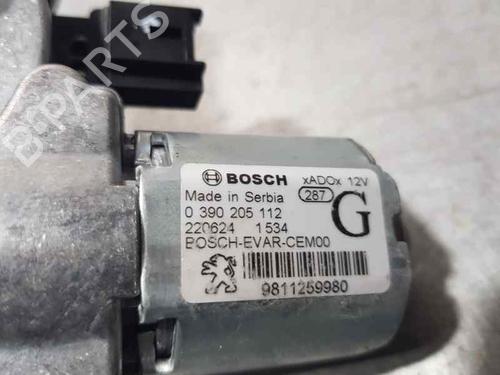 BOSCH xADOx 12V
Made in Serbia 287
0 390 205 112 G
220624 1534
BOSCH-EVAR-CEM00
9811259980
B-Parts